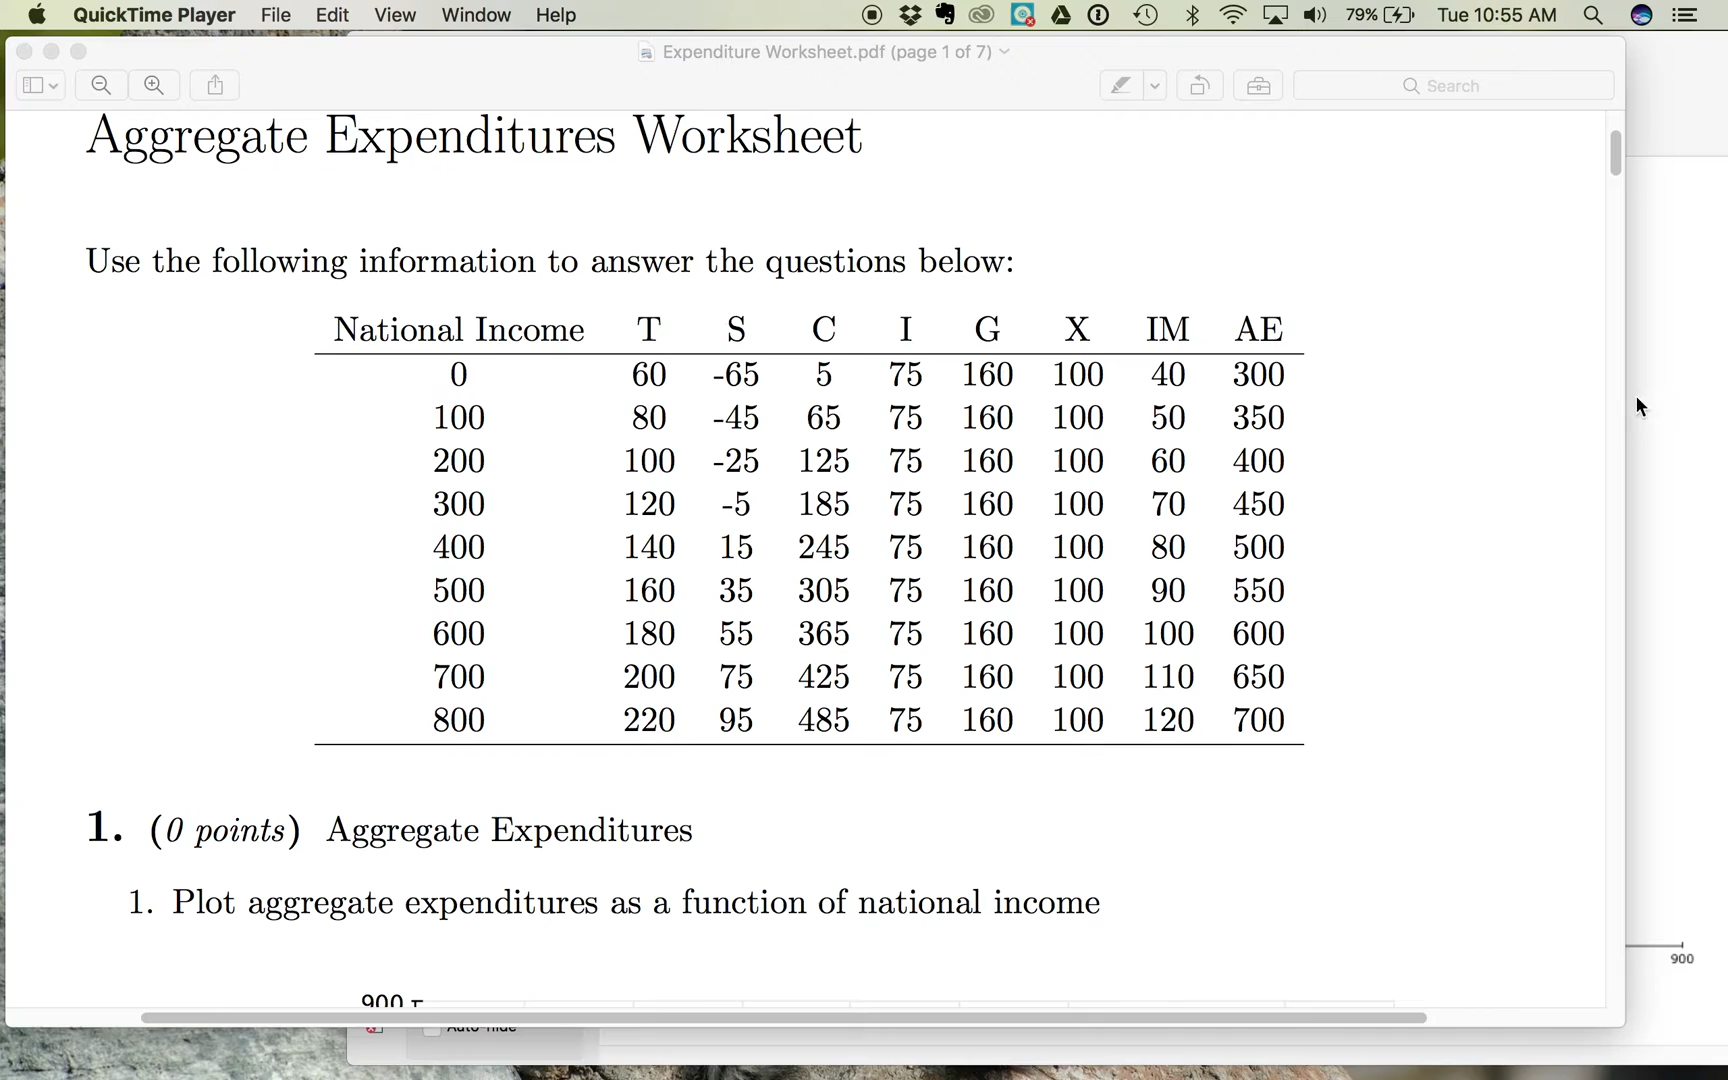 QuickTime Player File Edit View Window Help 79% Tue 10:55 AM
Expenditure Worksheet.pdf (page 1 of 7)
Search
Aggregate Expenditures Worksheet
Use the following information to answer the questions below:
National Income T S C I G X IM AE
0 60 -65 5 75 160 100 40 300
100 80 -45 65 75 160 100 50 350
200 100 -25 125 75 160 100 60 400
300 120 -5 185 75 160 100 70 450
400 140 15 245 75 160 100 80 500
500 160 35 305 75 160 100 90 550
600 180 55 365 75 160 100 100 600
700 200 75 425 75 160 100 110 650
800 220 95 485 75 160 100 120 700
1. (0 points) Aggregate Expenditures
1. Plot aggregate expenditures as a function of national income
900
900